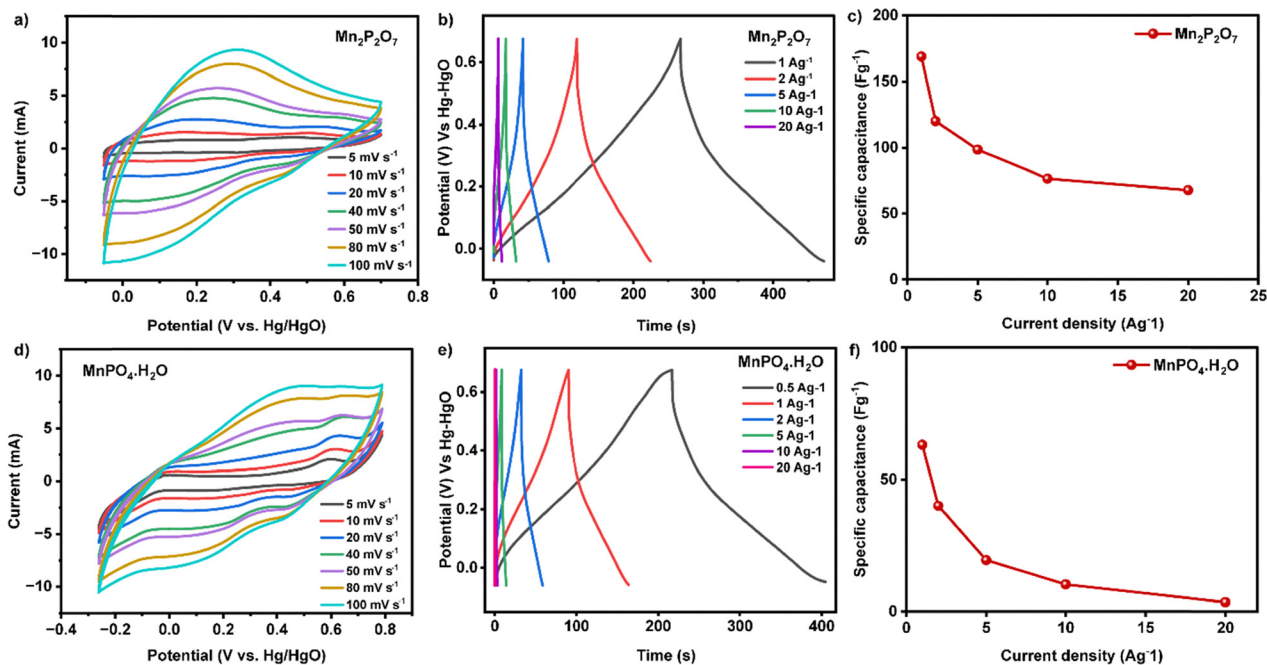 a)
Mn₂P₂O₇
Current (mA)
10
5
0
−5
−10
5 mV s⁻¹
10 mV s⁻¹
20 mV s⁻¹
40 mV s⁻¹
50 mV s⁻¹
80 mV s⁻¹
100 mV s⁻¹
0.0 0.2 0.4 0.6 0.8
Potential (V vs. Hg/HgO)
b)
Mn₂P₂O₇
Potential (V) Vs Hg-HgO
0.6
0.4
0.2
0.0
1 Ag⁻¹
2 Ag⁻¹
5 Ag-1
10 Ag-1
20 Ag-1
0 100 200 300 400
Time (s)
c)
Mn₂P₂O₇
Specific capacitance (Fg⁻¹)
200
150
100
50
0
0 5 10 15 20 25
Current density (Ag⁻1)
d)
MnPO₄.H₂O
Current (mA)
10
5
0
−5
−10
5 mV s⁻¹
10 mV s⁻¹
20 mV s⁻¹
40 mV s⁻¹
50 mV s⁻¹
80 mV s⁻¹
100 mV s⁻¹
−0.4 −0.2 0.0 0.2 0.4 0.6 0.8
Potential (V vs. Hg/HgO)
e)
MnPO₄.H₂O
Potential (V) Vs Hg-HgO
0.6
0.4
0.2
0.0
0.5 Ag-1
1 Ag-1
2 Ag-1
5 Ag-1
10 Ag-1
20 Ag-1
0 100 200 300 400
Time (s)
f)
MnPO₄.H₂O
Specific capacitance (Fg⁻¹)
100
50
0
0 5 10 15 20
Current density (Ag⁻1)